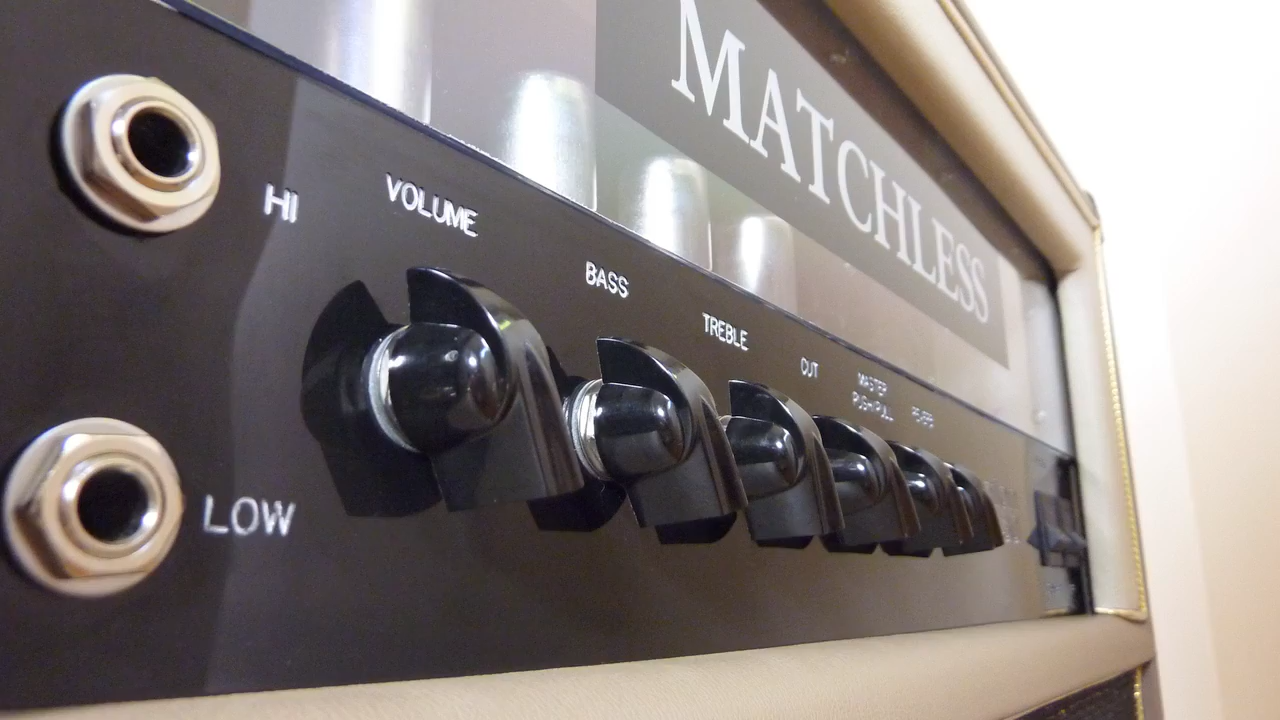 MATCHLESS
HI
VOLUME
BASS
TREBLE
CUT
MASTER
PUSH PULL
LOW